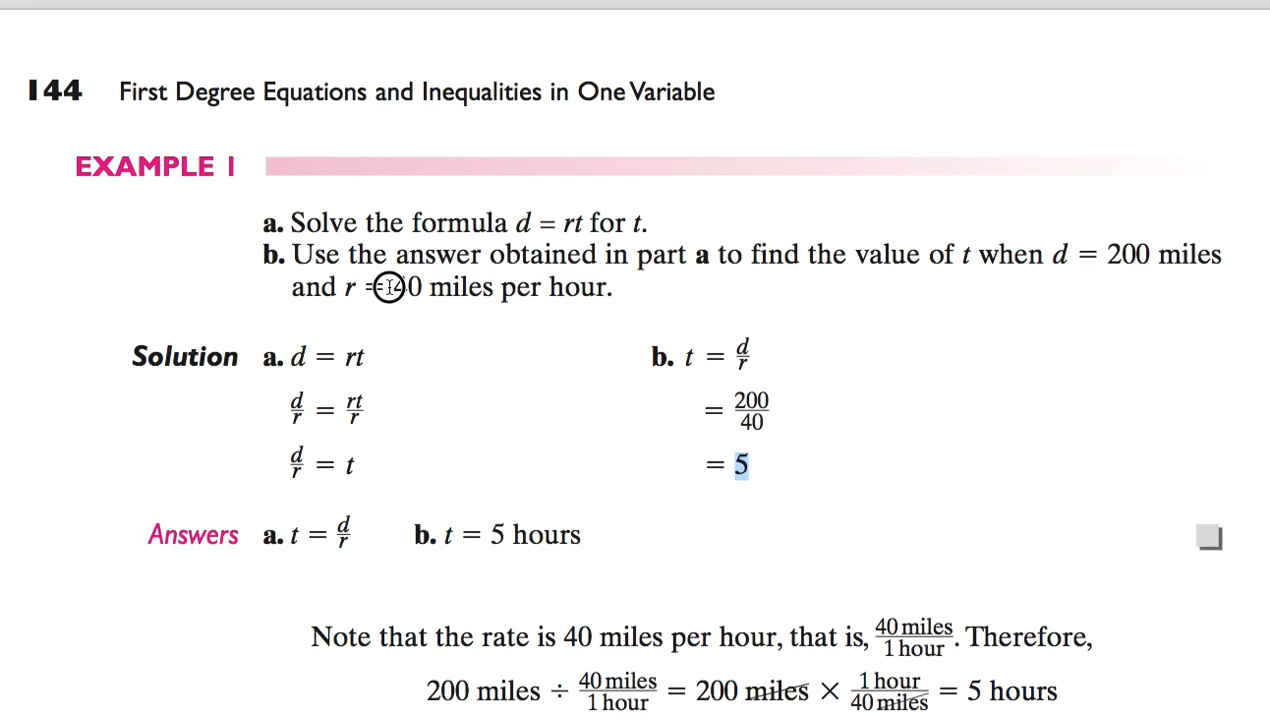 144 First Degree Equations and Inequalities in One Variable
EXAMPLE 1
a. Solve the formula d = rt for t.
b. Use the answer obtained in part a to find the value of t when d = 200 miles
and r = 40 miles per hour.
Solution a. d = rt b. t = d/r
d/r = rt/r = 200/40
d/r = t = 5
Answers a. t = d/r b. t = 5 hours
Note that the rate is 40 miles per hour, that is, 40 miles/1 hour. Therefore,
200 miles ÷ 40 miles/1 hour = 200 miles × 1 hour/40 miles = 5 hours